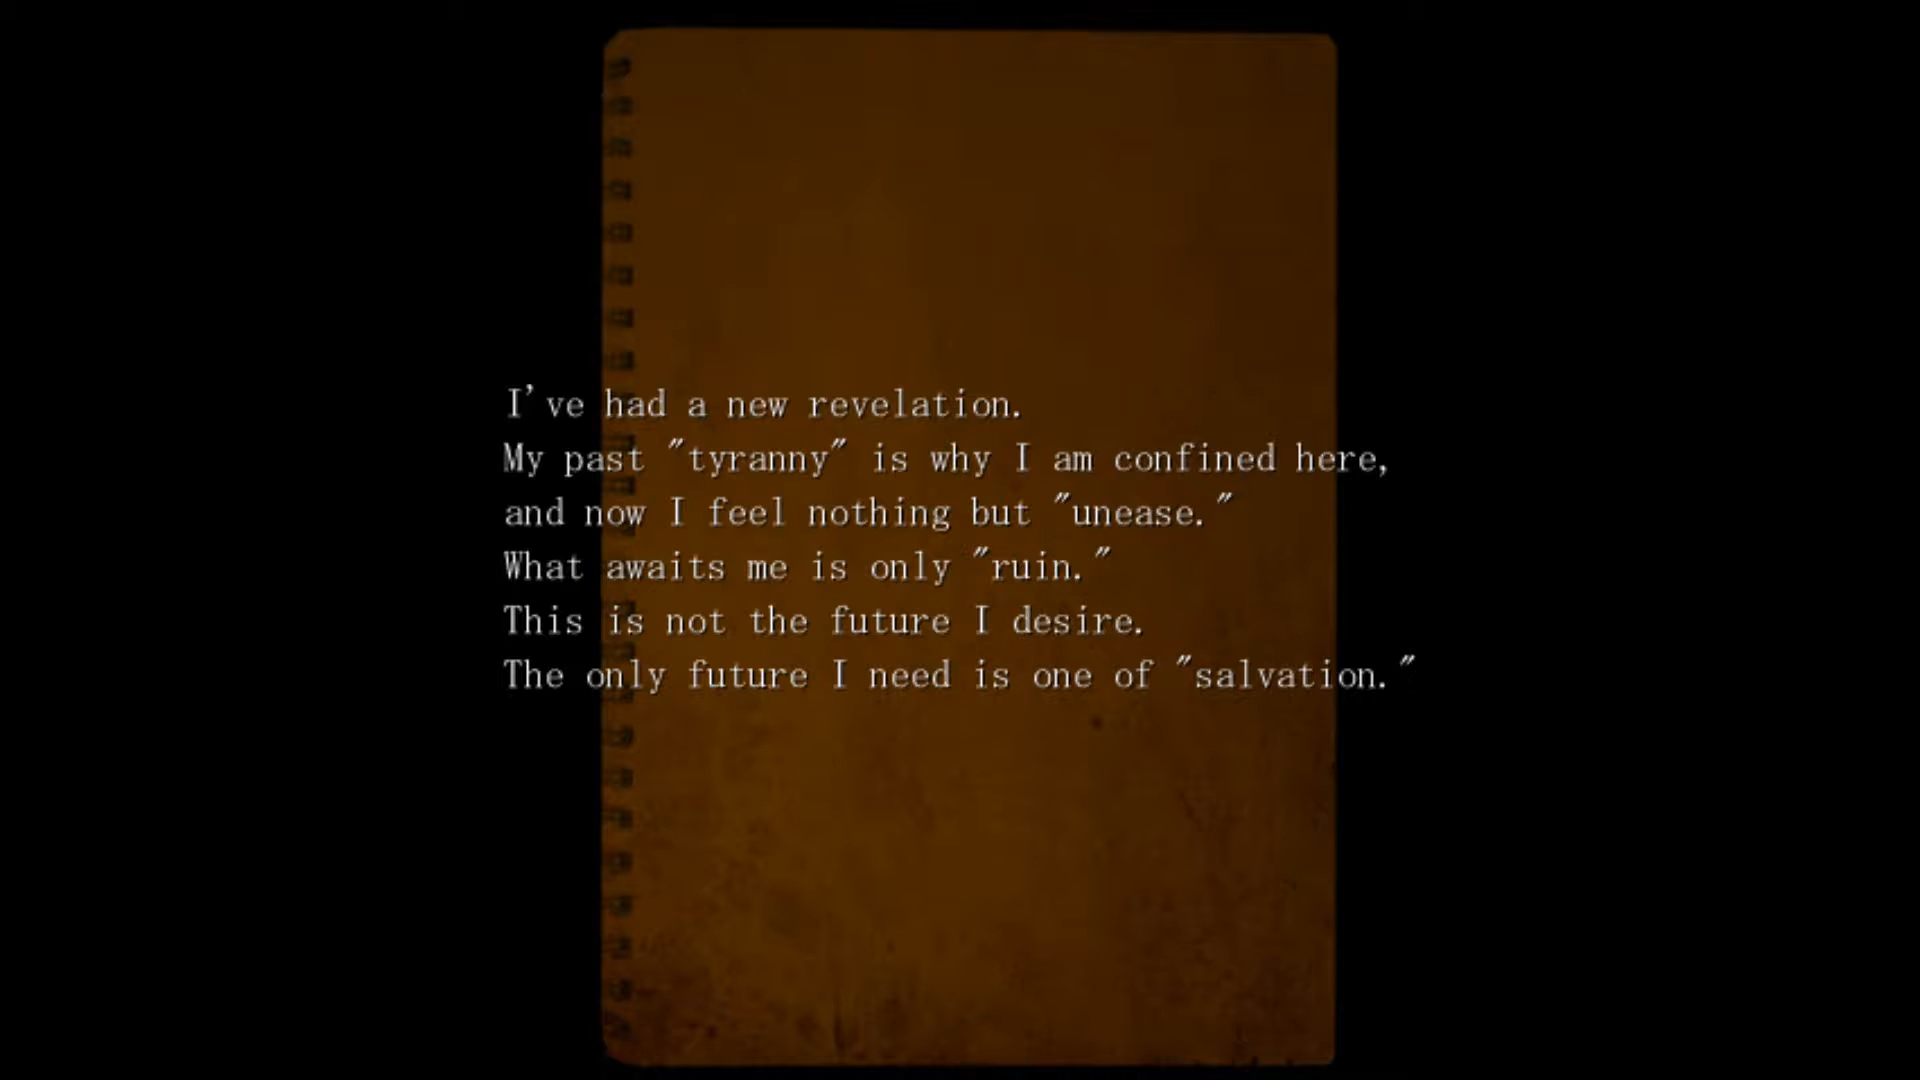 I've had a new revelation.
My past "tyranny" is why I am confined here,
and now I feel nothing but "unease."
What awaits me is only "ruin."
This is not the future I desire.
The only future I need is one of "salvation."